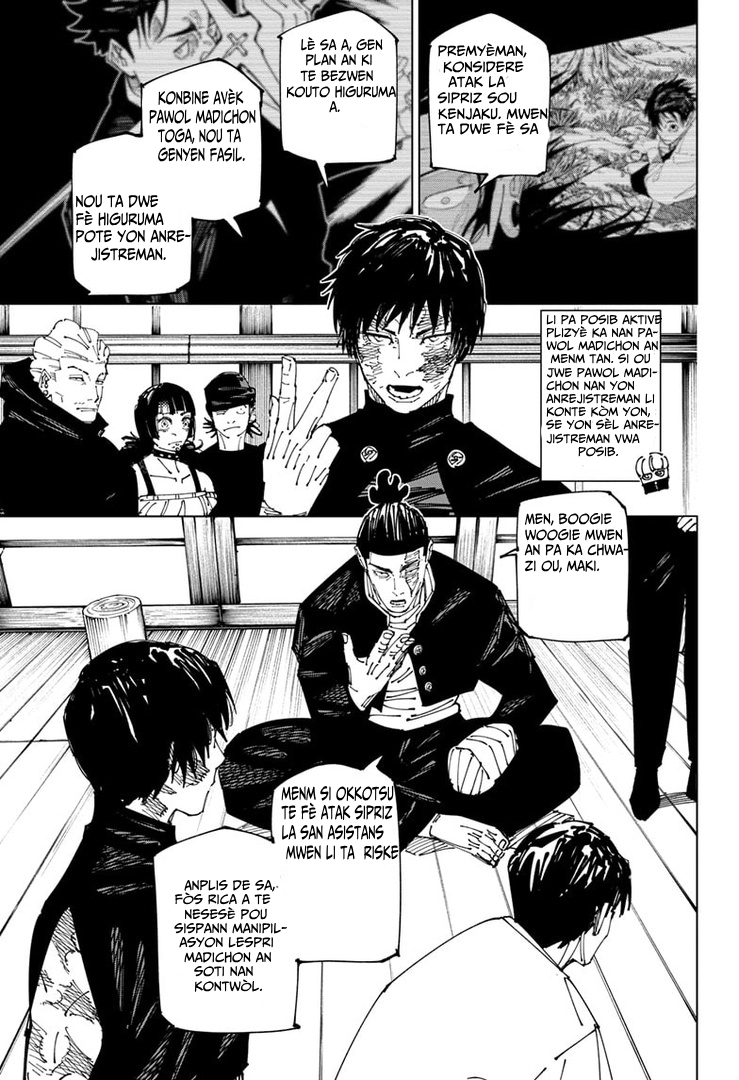 PREMYÈMAN,
KONSIDERE
ATAK LA
SIPRIZ SOU
KENJAKU. MWEN
TA DWE FÈ SA
LÈ SA A, GEN
PLAN AN KI
TE BEZWEN
KOUTO HIGURUMA
A.
KONBINE AVÈK
PAWOL MADICHON
TOGA, NOU TA
GENYEN FASIL.
NOU TA DWE
FÈ HIGURUMA
POTE YON ANRE-
JISTREMAN.
LI PA POSIB AKTIVE
PLIZYÈ KA NAN PA-
WOL MADICHON AN
MENM TAN. SI OU
JWE PAWOL MADI-
CHON NAN YON
ANREJISTREMAN LI
KONTE KÒM YON,
SE YON SÈL ANRE-
JISTREMAN VWA
POSIB.
MEN, BOOGIE
WOOGIE MWEN
AN PA KA CHWA-
ZI OU, MAKI.
MENM SI OKKOTSU
TE FÈ ATAK SIPRIZ
LA SAN ASISTANS
MWEN LI TA RISKE
ANPLIS DE SA,
FÒS RICA A TE
NESESÈ POU
SISPANN MANIPIL-
ASYON LESPRI
MADICHON AN
SOTI NAN
KONTWÒL.